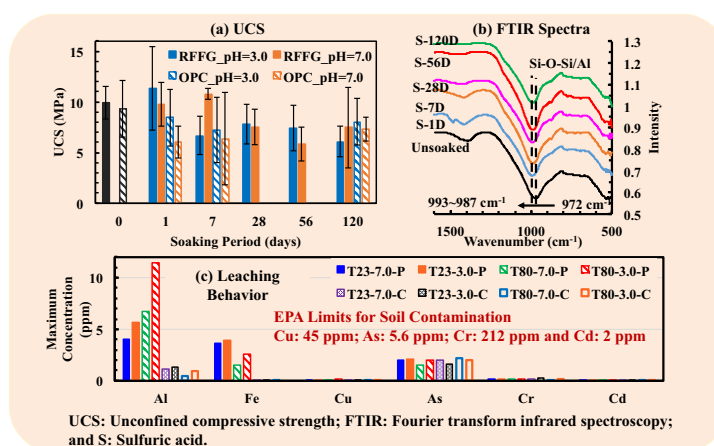 (a) UCS
15
10
5
0
UCS (MPa)
RFFG_pH=3.0
RFFG_pH=7.0
OPC_pH=3.0
OPC_pH=7.0
0
1
7
28
56
120
Soaking Period (days)
(b) FTIR Spectra
S-120D
S-56D
S-28D
S-7D
S-1D
Unsoaked
Si-O-Si/Al
993~987 cm-1
972 cm-1
1.3
1.2
1.1
1
0.9
0.8
0.7
0.6
0.5
Intensity
1500
1000
500
Wavenumber (cm-1)
(c) Leaching
Behavior
Maximum
Concentration
(ppm)
10
5
0
T23-7.0-P
T23-3.0-P
T80-7.0-P
T80-3.0-P
T23-7.0-C
T23-3.0-C
T80-7.0-C
T80-3.0-C
EPA Limits for Soil Contamination
Cu: 45 ppm; As: 5.6 ppm; Cr: 212 ppm and Cd: 2 ppm
Al
Fe
Cu
As
Cr
Cd
UCS: Unconfined compressive strength; FTIR: Fourier transform infrared spectroscopy;
and S: Sulfuric acid.